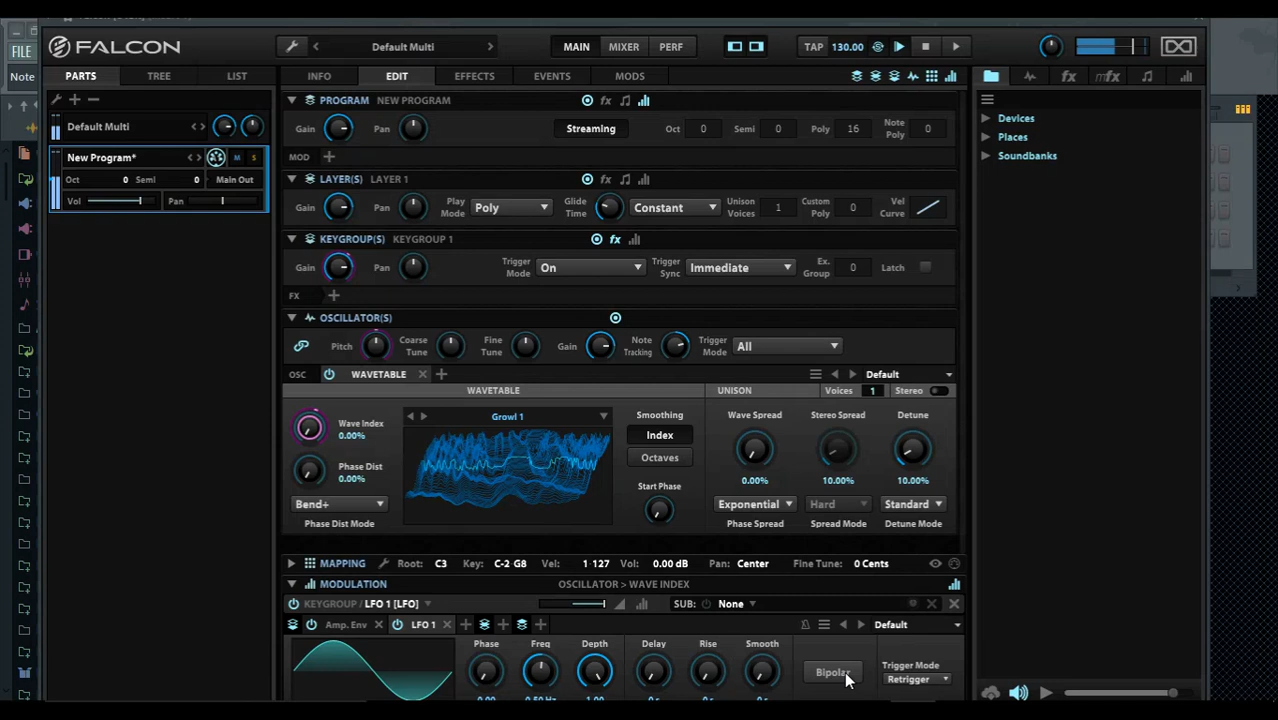 FILE
Note
FALCON
Default Multi
MAIN MIXER PERF
TAP 130.00
PARTS TREE LIST
INFO EDIT EFFECTS EVENTS MODS
Default Multi
New Program* M S
Oct 0 Semi 0 Main Out
Vol Pan
PROGRAM NEW PROGRAM
Gain Pan Streaming Oct 0 Semi 0 Poly 16 Note Poly 0
MOD
LAYER(S) LAYER 1
Gain Pan Play Mode Poly Glide Time Constant Unison Voices 1 Custom Poly 0 Vel Curve
KEYGROUP(S) KEYGROUP 1
Gain Pan Trigger Mode On Trigger Sync Immediate Ex. Group 0 Latch
FX
OSCILLATOR(S)
Pitch Coarse Tune Fine Tune Gain Note Tracking Trigger Mode All
OSC WAVETABLE Default
WAVETABLE UNISON Voices 1 Stereo
Wave Index 0.00%
Phase Dist 0.00%
Bend+
Phase Dist Mode
Growl 1
Smoothing
Index
Octaves
Start Phase
Wave Spread Stereo Spread Detune
0.00% 10.00% 10.00%
Exponential Hard Standard
Phase Spread Spread Mode Detune Mode
MAPPING Root: C3 Key: C-2 G8 Vel: 1 127 Vol: 0.00 dB Pan: Center Fine Tune: 0 Cents
MODULATION OSCILLATOR > WAVE INDEX
KEYGROUP / LFO 1 [LFO] SUB: None
Amp. Env LFO 1 Default
Phase Freq Depth Delay Rise Smooth
Bipolar
Trigger Mode
Retrigger
Devices
Places
Soundbanks